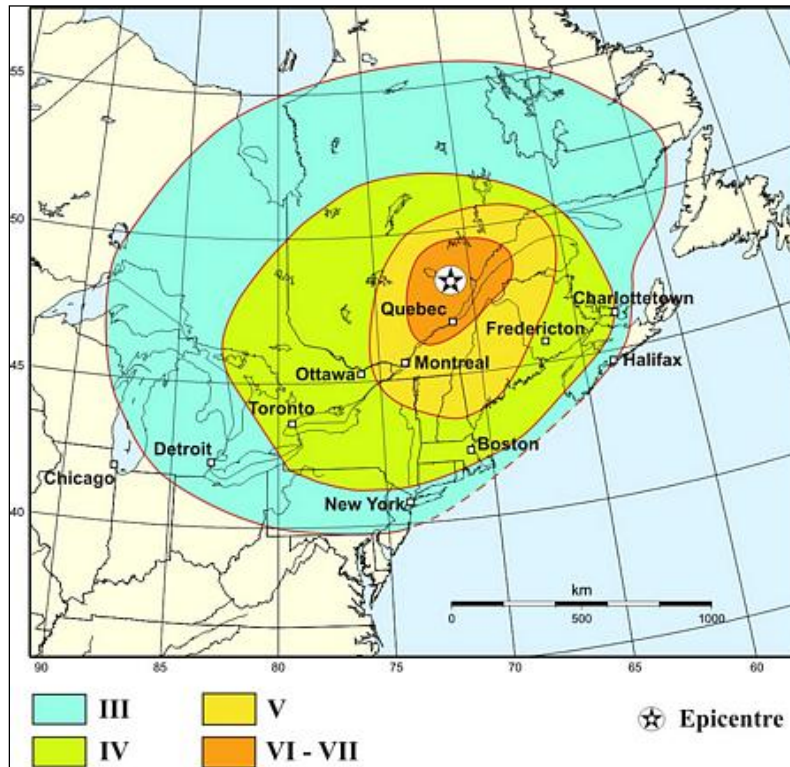 55
50
45
40
Quebec
Charlottetown
Fredericton
Ottawa
Montreal
Halifax
Toronto
Detroit
Boston
Chicago
New York
km
0 500 1000
90 85 80 75 70 65 60
III V
Epicentre
IV VI - VII